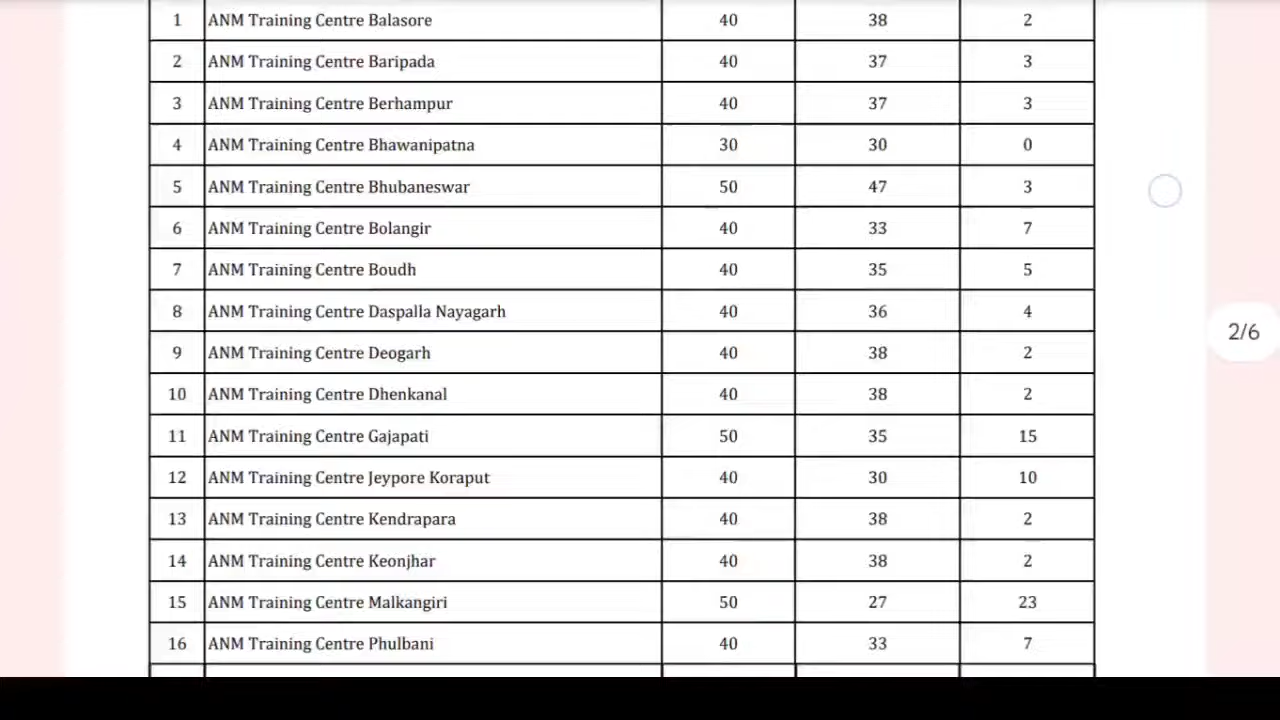 1 ANM Training Centre Balasore 40 38 2
2 ANM Training Centre Baripada 40 37 3
3 ANM Training Centre Berhampur 40 37 3
4 ANM Training Centre Bhawanipatna 30 30 0
5 ANM Training Centre Bhubaneswar 50 47 3
6 ANM Training Centre Bolangir 40 33 7
7 ANM Training Centre Boudh 40 35 5
8 ANM Training Centre Daspalla Nayagarh 40 36 4
9 ANM Training Centre Deogarh 40 38 2
10 ANM Training Centre Dhenkanal 40 38 2
11 ANM Training Centre Gajapati 50 35 15
12 ANM Training Centre Jeypore Koraput 40 30 10
13 ANM Training Centre Kendrapara 40 38 2
14 ANM Training Centre Keonjhar 40 38 2
15 ANM Training Centre Malkangiri 50 27 23
16 ANM Training Centre Phulbani 40 33 7
2/6